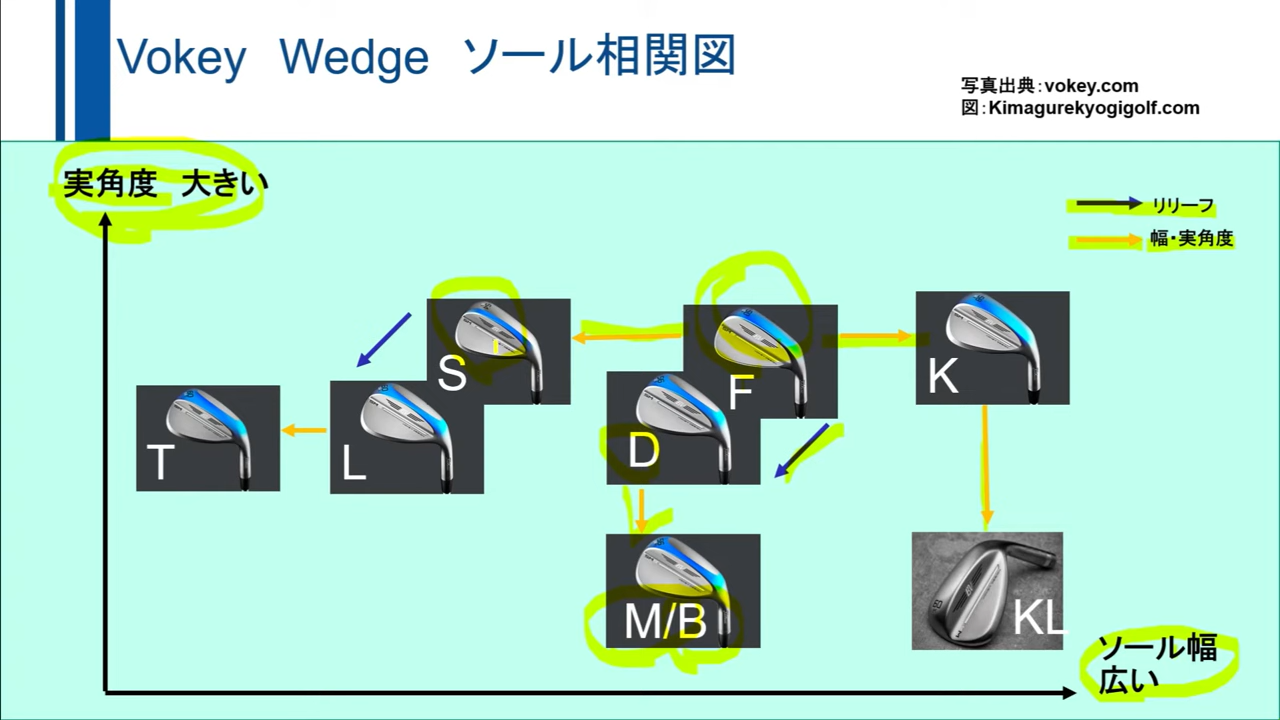 Vokey Wedge ソール相関図
写真出典：vokey.com
図：Kimagurekyogigolf.com
実角度 大きい
リリーフ
幅・実角度
S
F
K
T
L
D
M/B
KL
ソール幅
広い